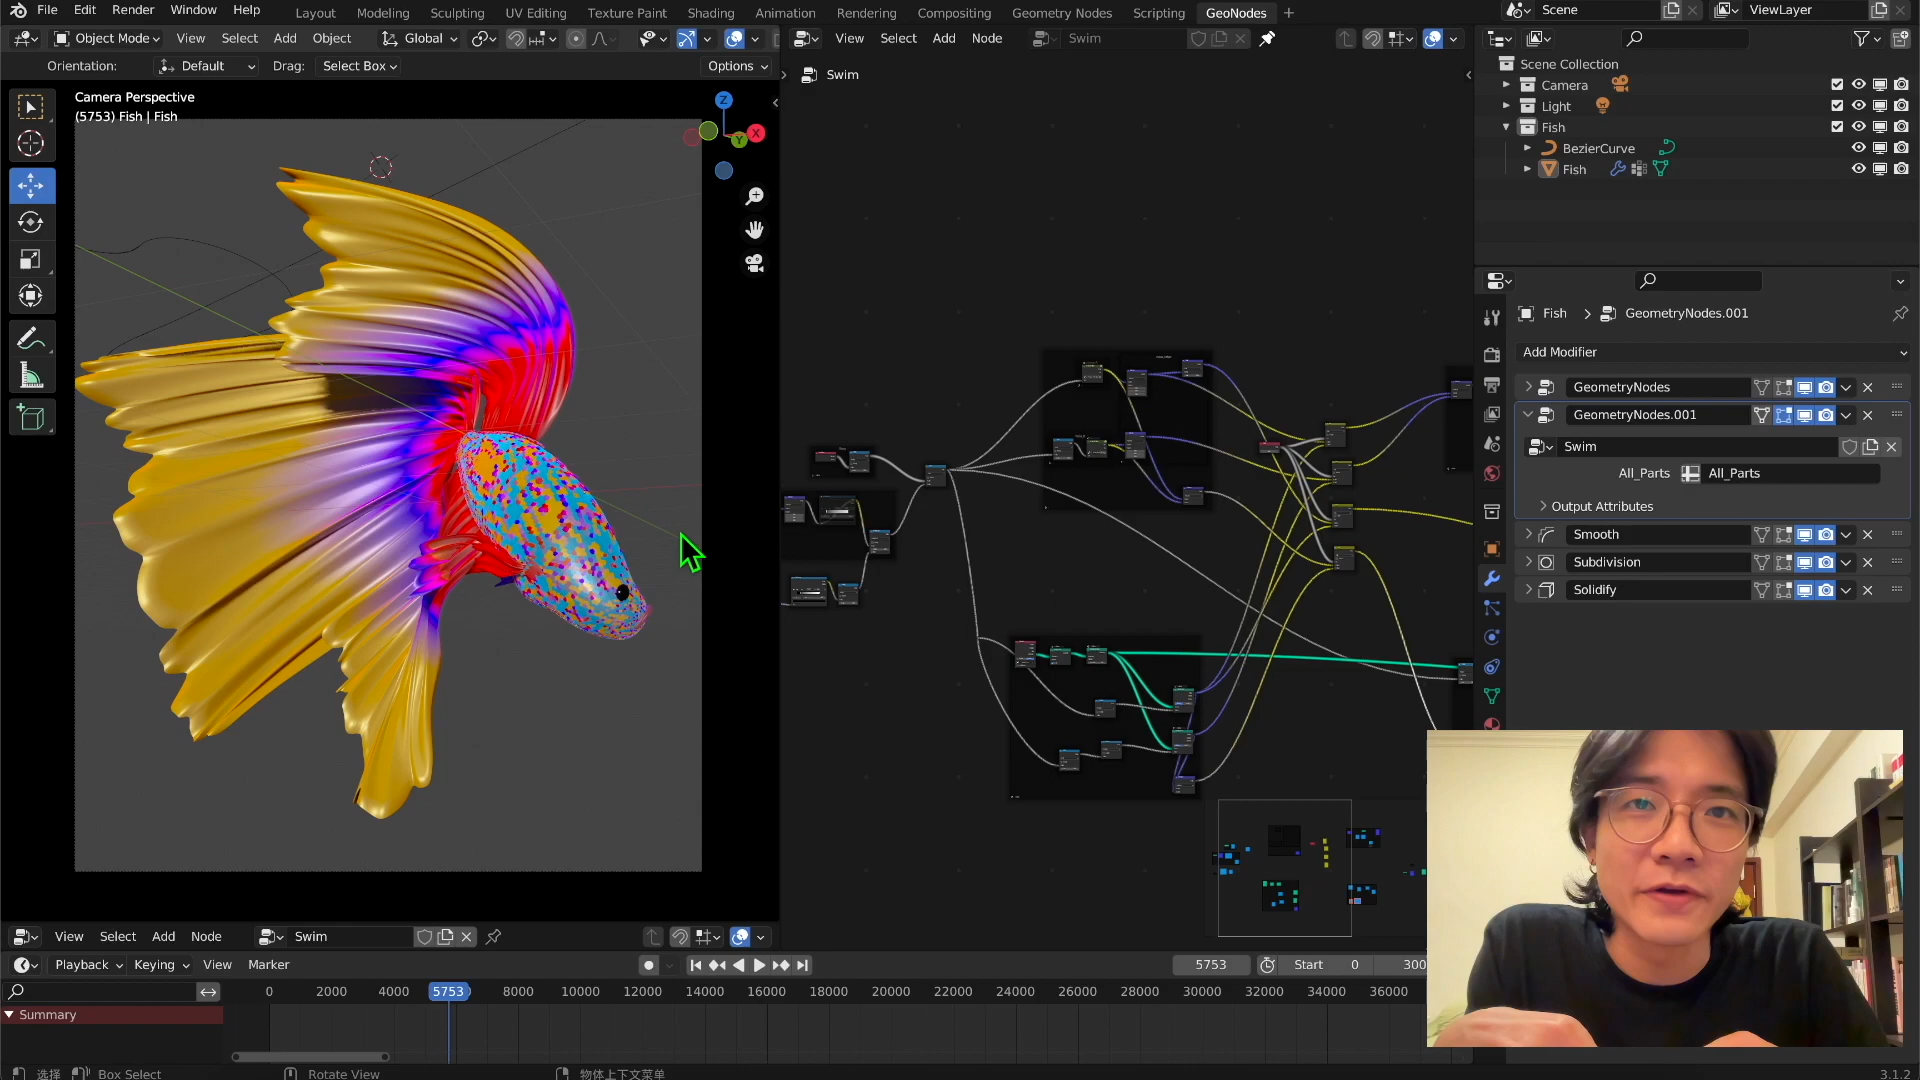 File Edit Render Window Help
Layout Modeling Sculpting UV Editing Texture Paint Shading Animation Rendering Compositing Geometry Nodes Scripting GeoNodes
Scene
ViewLayer
Object Mode View Select Add Object Global
View Select Add Node Swim
Orientation: Default Drag: Select Box Options
Camera Perspective
(5753) Fish | Fish
Z
X
Y
Swim
Scene Collection
Camera
Light
Fish
BezierCurve
Fish
Fish GeometryNodes.001
Add Modifier
GeometryNodes
GeometryNodes.001
Swim
All_Parts All_Parts
Output Attributes
Smooth
Subdivision
Solidify
View Select Add Node Swim
Playback Keying View Marker
5753 Start 0 300
0 2000 4000 5753 8000 10000 12000 14000 16000 18000 20000 22000 24000 26000 28000 30000 32000 34000 36000
Summary
选择 Box Select Rotate View 物体上下文菜单
3.1.2